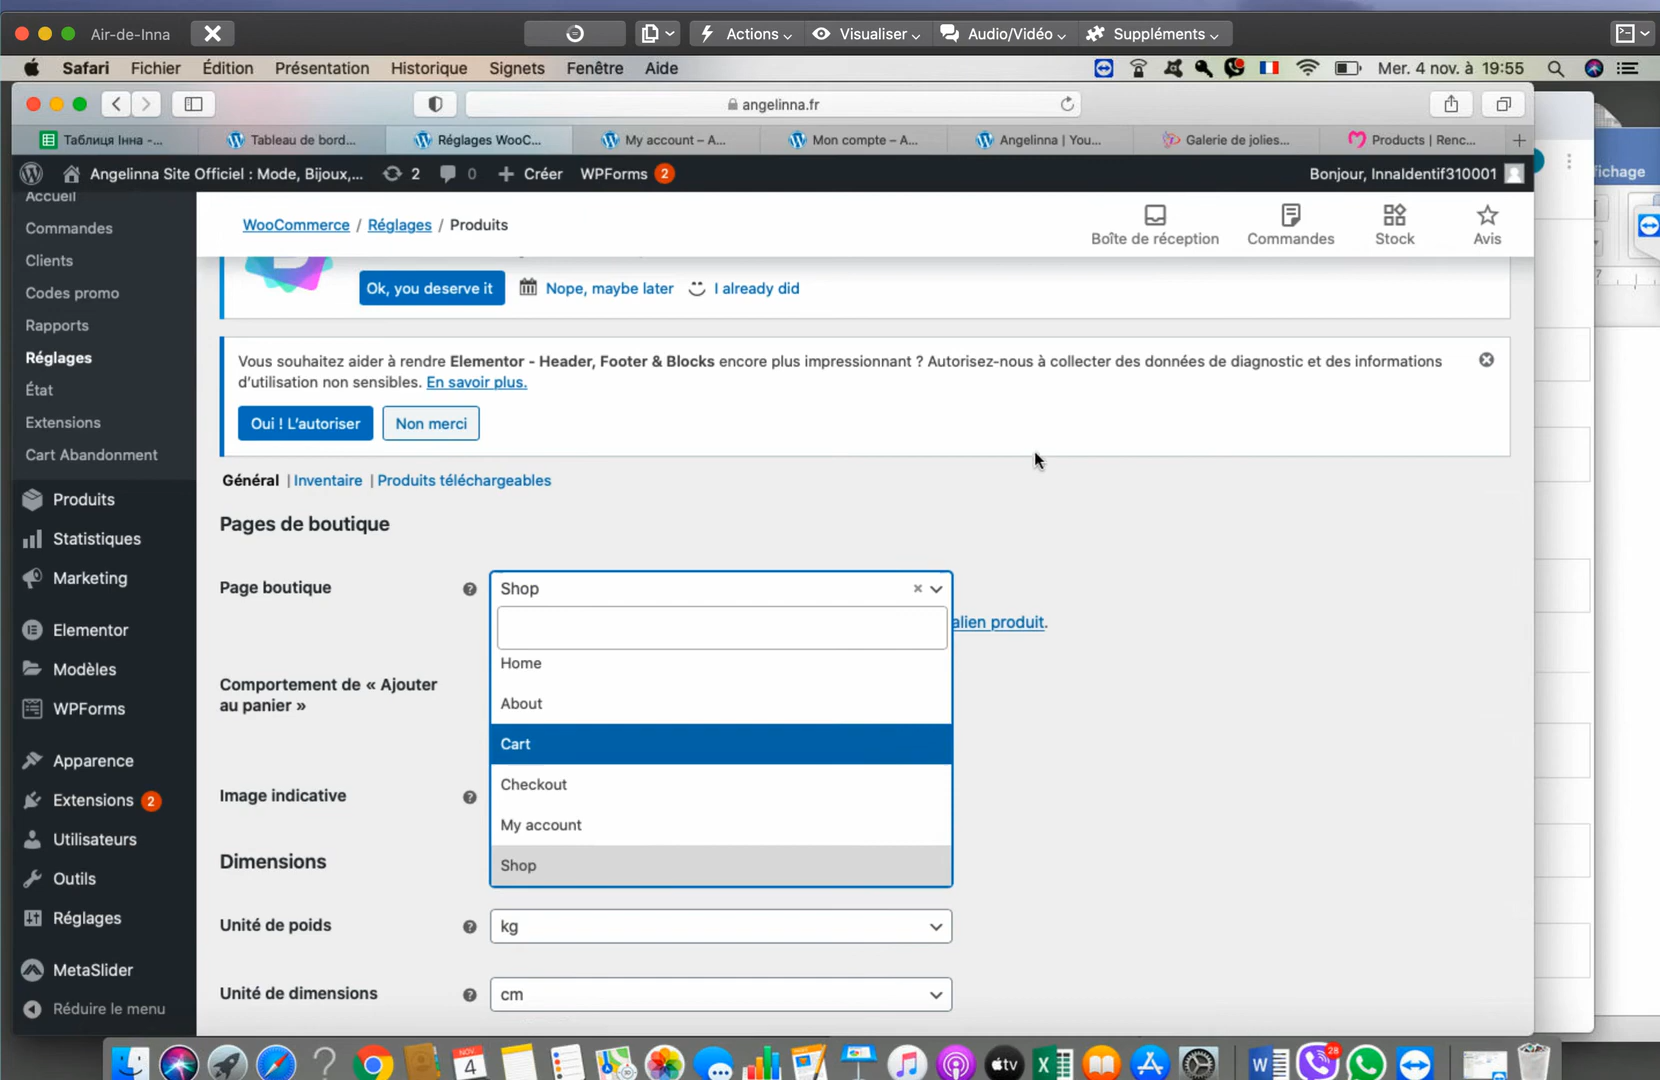 Air-de-Inna
Actions
Visualiser
Audio/Vidéo
Suppléments
Safari Fichier Édition Présentation Historique Signets Fenêtre Aide
Mer. 4 nov. à 19:55
angelinna.fr
Таблиця Інна -...
Tableau de bord...
Réglages WooC...
My account – A...
Mon compte – A...
Angelinna | You...
Galerie de jolies...
Products | Renc...
Angelinna Site Officiel : Mode, Bijoux,...
2
0
Créer
WPForms 2
Bonjour, InnaIdentif310001
fichage
Accueil
Commandes
Clients
Codes promo
Rapports
Réglages
État
Extensions
Cart Abandonment
Produits
Statistiques
Marketing
Elementor
Modèles
WPForms
Apparence
Extensions 2
Utilisateurs
Outils
Réglages
MetaSlider
Réduire le menu
WooCommerce / Réglages / Produits
Boîte de réception
Commandes
Stock
Avis
Ok, you deserve it
Nope, maybe later
I already did
Vous souhaitez aider à rendre Elementor - Header, Footer & Blocks encore plus impressionnant ? Autorisez-nous à collecter des données de diagnostic et des informations
d’utilisation non sensibles. En savoir plus.
Oui ! L’autoriser
Non merci
Général | Inventaire | Produits téléchargeables
Pages de boutique
Page boutique
Shop
alien produit.
Home
About
Cart
Checkout
My account
Shop
Comportement de « Ajouter
au panier »
Image indicative
Dimensions
Unité de poids
kg
Unité de dimensions
cm
7
NOV
4
tv
28